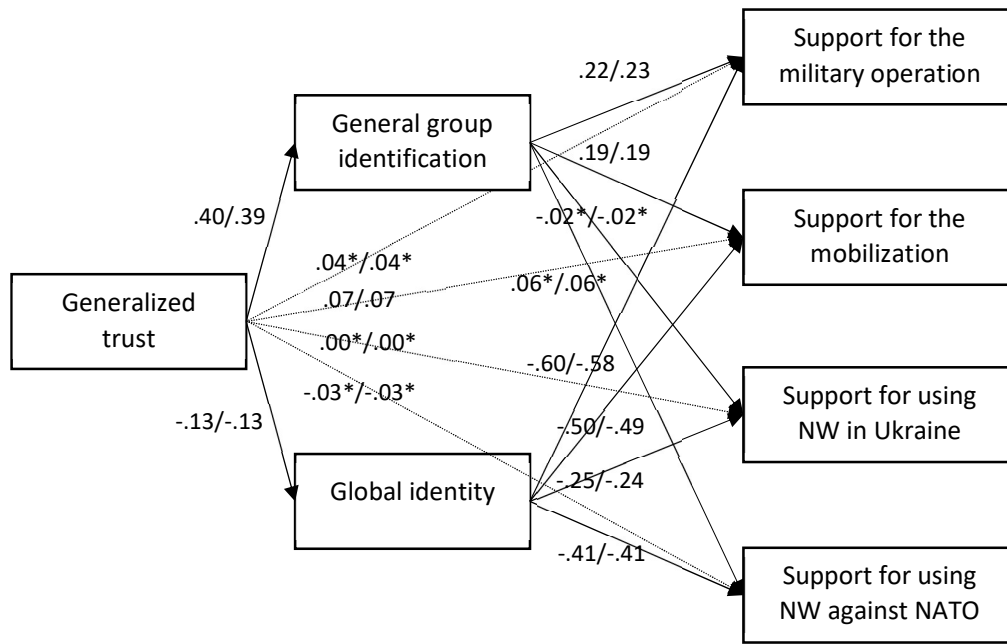 Support for the
military operation
.22/.23
General group
identification
.19/.19
Support for the
mobilization
-.02*/-.02*
.40/.39
.04*/.04*
.06*/.06*
Generalized
trust
.07/.07
.00*/.00*
-.60/-.58
-.03*/-.03*
Support for using
NW in Ukraine
-.13/-.13
-.50/-.49
Global identity
-.25/-.24
-.41/-.41
Support for using
NW against NATO